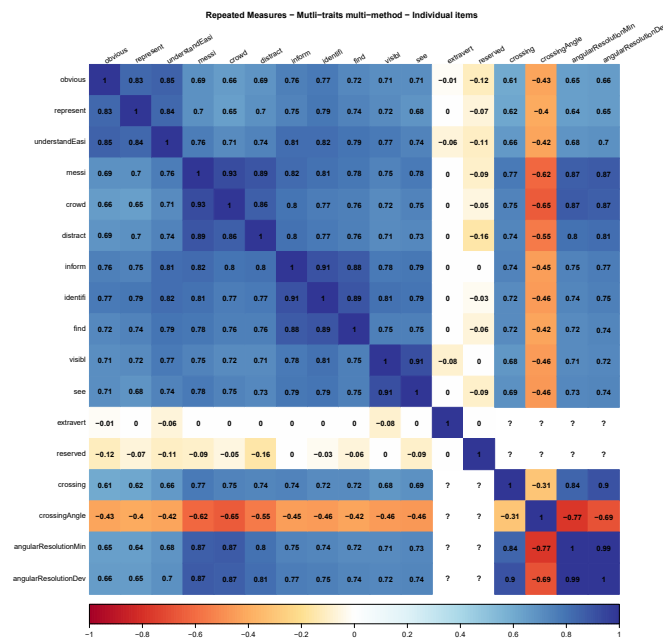 Repeated Measures − Mutli−traits multi−method − Individual items
obvious represent understandEasi messi crowd distract inform identifi find visibl see extravert reserved crossing crossingAngle angularResolutionMin angularResolutionDe
obvious 1 0.83 0.85 0.69 0.66 0.69 0.76 0.77 0.72 0.71 0.71 −0.01 −0.12 0.61 −0.43 0.65 0.66
represent 0.83 1 0.84 0.7 0.65 0.7 0.75 0.79 0.74 0.72 0.68 0 −0.07 0.62 −0.4 0.64 0.65
understandEasi 0.85 0.84 1 0.76 0.71 0.74 0.81 0.82 0.79 0.77 0.74 −0.06 −0.11 0.66 −0.42 0.68 0.7
messi 0.69 0.7 0.76 1 0.93 0.89 0.82 0.81 0.78 0.75 0.78 0 −0.09 0.77 −0.62 0.87 0.87
crowd 0.66 0.65 0.71 0.93 1 0.86 0.8 0.77 0.76 0.72 0.75 0 −0.05 0.75 −0.65 0.87 0.87
distract 0.69 0.7 0.74 0.89 0.86 1 0.8 0.77 0.76 0.71 0.73 0 −0.16 0.74 −0.55 0.8 0.81
inform 0.76 0.75 0.81 0.82 0.8 0.8 1 0.91 0.88 0.78 0.79 0 0 0.74 −0.45 0.75 0.77
identifi 0.77 0.79 0.82 0.81 0.77 0.77 0.91 1 0.89 0.81 0.79 0 −0.03 0.72 −0.46 0.74 0.75
find 0.72 0.74 0.79 0.78 0.76 0.76 0.88 0.89 1 0.75 0.75 0 −0.06 0.72 −0.42 0.72 0.74
visibl 0.71 0.72 0.77 0.75 0.72 0.71 0.78 0.81 0.75 1 0.91 −0.08 0 0.68 −0.46 0.71 0.72
see 0.71 0.68 0.74 0.78 0.75 0.73 0.79 0.79 0.75 0.91 1 0 −0.09 0.69 −0.46 0.73 0.74
extravert −0.01 0 −0.06 0 0 0 0 0 0 −0.08 0 1 0 ? ? ? ?
reserved −0.12 −0.07 −0.11 −0.09 −0.05 −0.16 0 −0.03 −0.06 0 −0.09 0 1 ? ? ? ?
crossing 0.61 0.62 0.66 0.77 0.75 0.74 0.74 0.72 0.72 0.68 0.69 ? ? 1 −0.31 0.84 0.9
crossingAngle −0.43 −0.4 −0.42 −0.62 −0.65 −0.55 −0.45 −0.46 −0.42 −0.46 −0.46 ? ? −0.31 1 −0.77 −0.69
angularResolutionMin 0.65 0.64 0.68 0.87 0.87 0.8 0.75 0.74 0.72 0.71 0.73 ? ? 0.84 −0.77 1 0.99
angularResolutionDev 0.66 0.65 0.7 0.87 0.87 0.81 0.77 0.75 0.74 0.72 0.74 ? ? 0.9 −0.69 0.99 1
−1 −0.8 −0.6 −0.4 −0.2 0 0.2 0.4 0.6 0.8 1